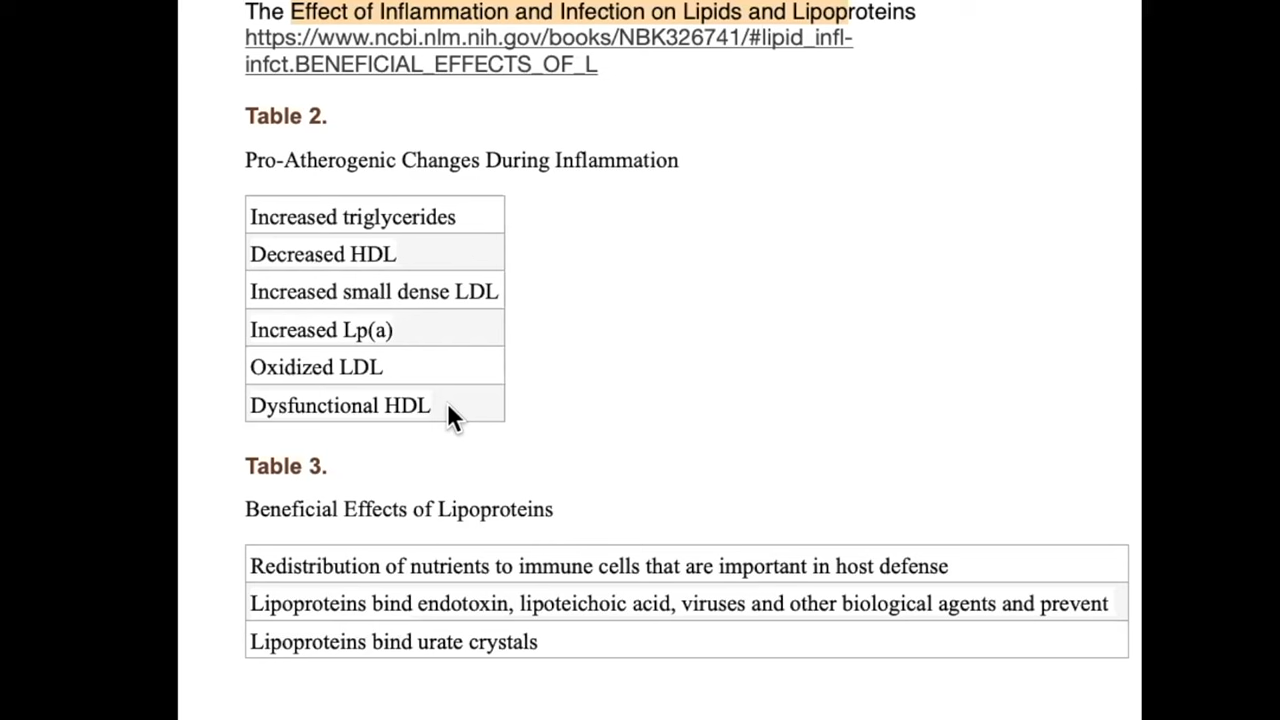 The Effect of Inflammation and Infection on Lipids and Lipoproteins
https://www.ncbi.nlm.nih.gov/books/NBK326741/#lipid_infl-
infct.BENEFICIAL_EFFECTS_OF_L
Table 2.
Pro-Atherogenic Changes During Inflammation
Increased triglycerides
Decreased HDL
Increased small dense LDL
Increased Lp(a)
Oxidized LDL
Dysfunctional HDL
Table 3.
Beneficial Effects of Lipoproteins
Redistribution of nutrients to immune cells that are important in host defense
Lipoproteins bind endotoxin, lipoteichoic acid, viruses and other biological agents and prevent
Lipoproteins bind urate crystals